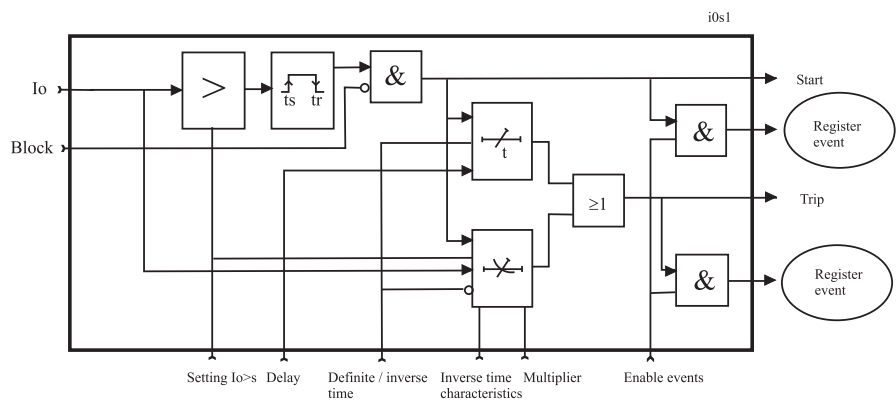 i0s1
Io
>
ts tr
&
Start
Block
t
&
Register
event
≥1
Trip
&
Register
event
Setting Io>s
Delay
Definite / inverse
time
Inverse time
characteristics
Multiplier
Enable events